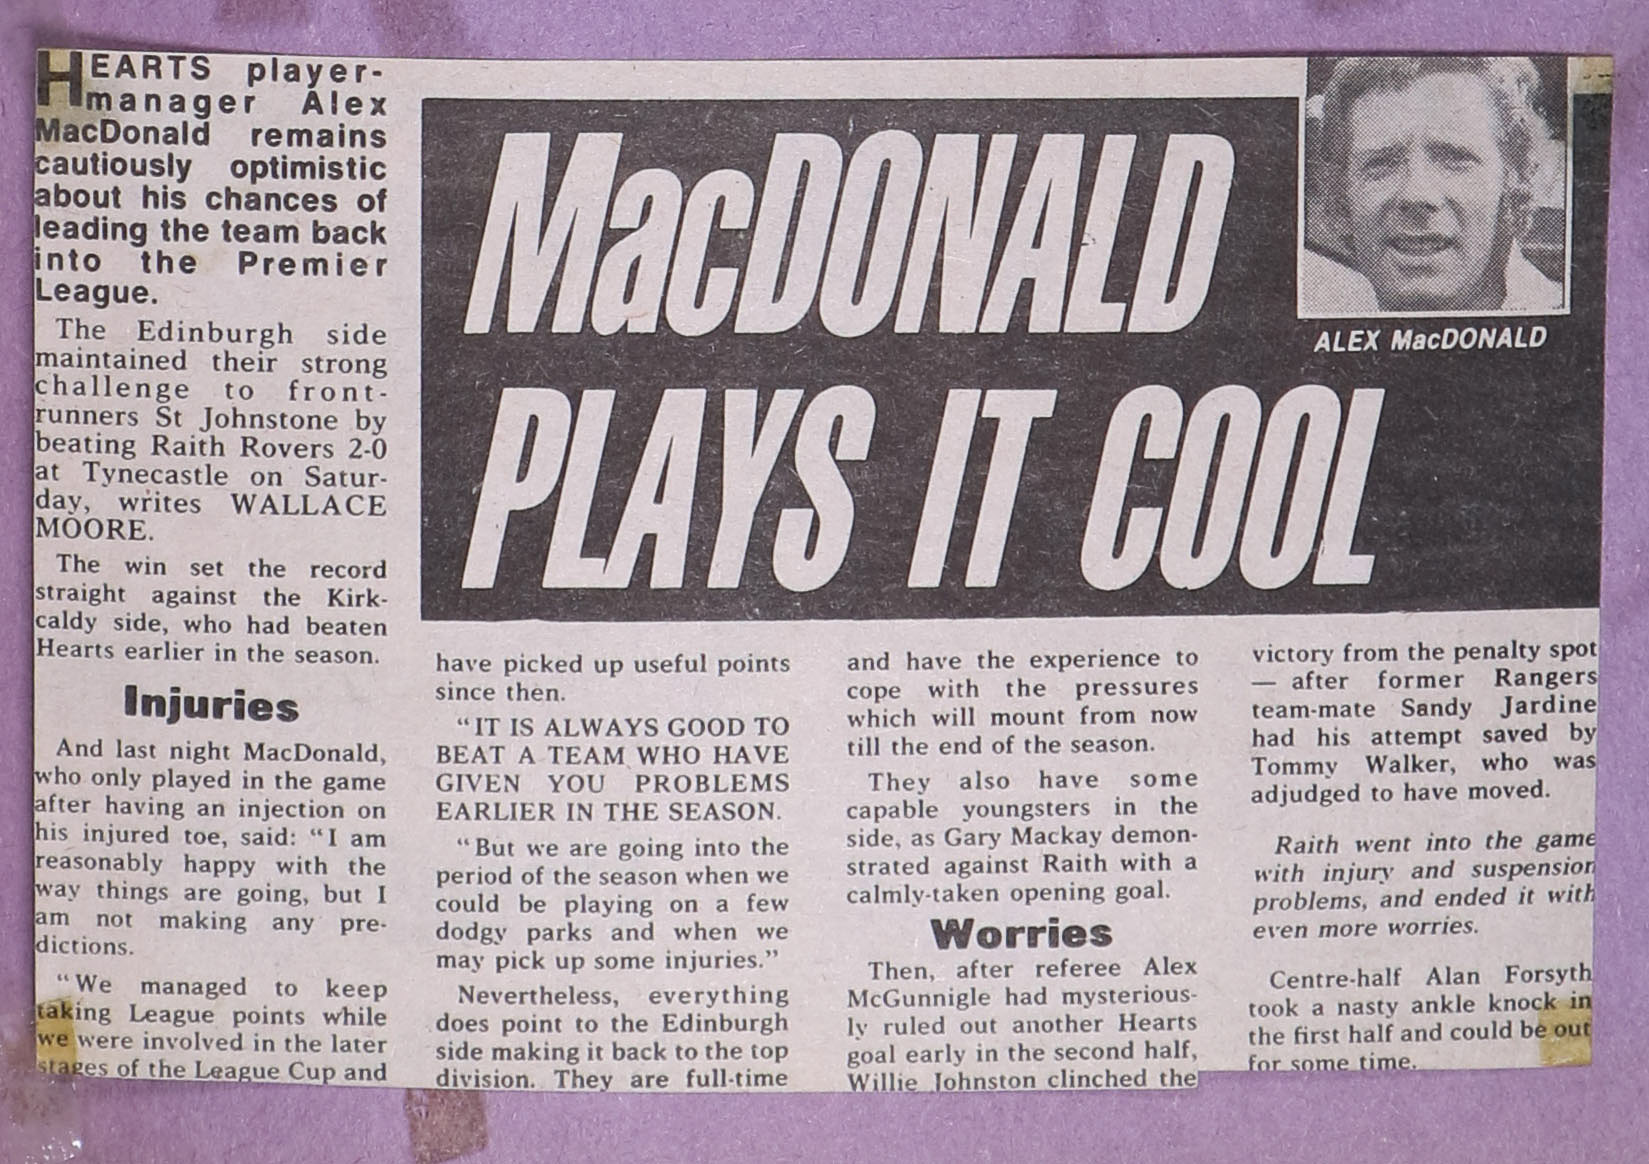 MacDONALD
PLAYS IT COOL
ALEX MacDONALD
HEARTS player-
manager Alex
MacDonald remains
cautiously optimistic
about his chances of
leading the team back
into the Premier
League.
The Edinburgh side
maintained their strong
challenge to front-
runners St Johnstone by
beating Raith Rovers 2-0
at Tynecastle on Satur-
day, writes WALLACE
MOORE.
The win set the record
straight against the Kirk-
caldy side, who had beaten
Hearts earlier in the season.
Injuries
And last night MacDonald,
who only played in the game
after having an injection on
his injured toe, said: "I am
reasonably happy with the
way things are going, but I
am not making any pre-
dictions.
"We managed to keep
taking League points while
we were involved in the later
stages of the League Cup and
have picked up useful points
since then.
"IT IS ALWAYS GOOD TO
BEAT A TEAM WHO HAVE
GIVEN YOU PROBLEMS
EARLIER IN THE SEASON.
"But we are going into the
period of the season when we
could be playing on a few
dodgy parks and when we
may pick up some injuries."
Nevertheless, everything
does point to the Edinburgh
side making it back to the top
division. They are full-time
and have the experience to
cope with the pressures
which will mount from now
till the end of the season.
They also have some
capable youngsters in the
side, as Gary Mackay demon-
strated against Raith with a
calmly-taken opening goal.
Worries
Then, after referee Alex
McGunnigle had mysterious-
ly ruled out another Hearts
goal early in the second half,
Willie Johnston clinched the
victory from the penalty spot
— after former Rangers
team-mate Sandy Jardine
had his attempt saved by
Tommy Walker, who was
adjudged to have moved.
Raith went into the game
with injury and suspension
problems, and ended it with
even more worries.
Centre-half Alan Forsyth
took a nasty ankle knock in
the first half and could be out
for some time.